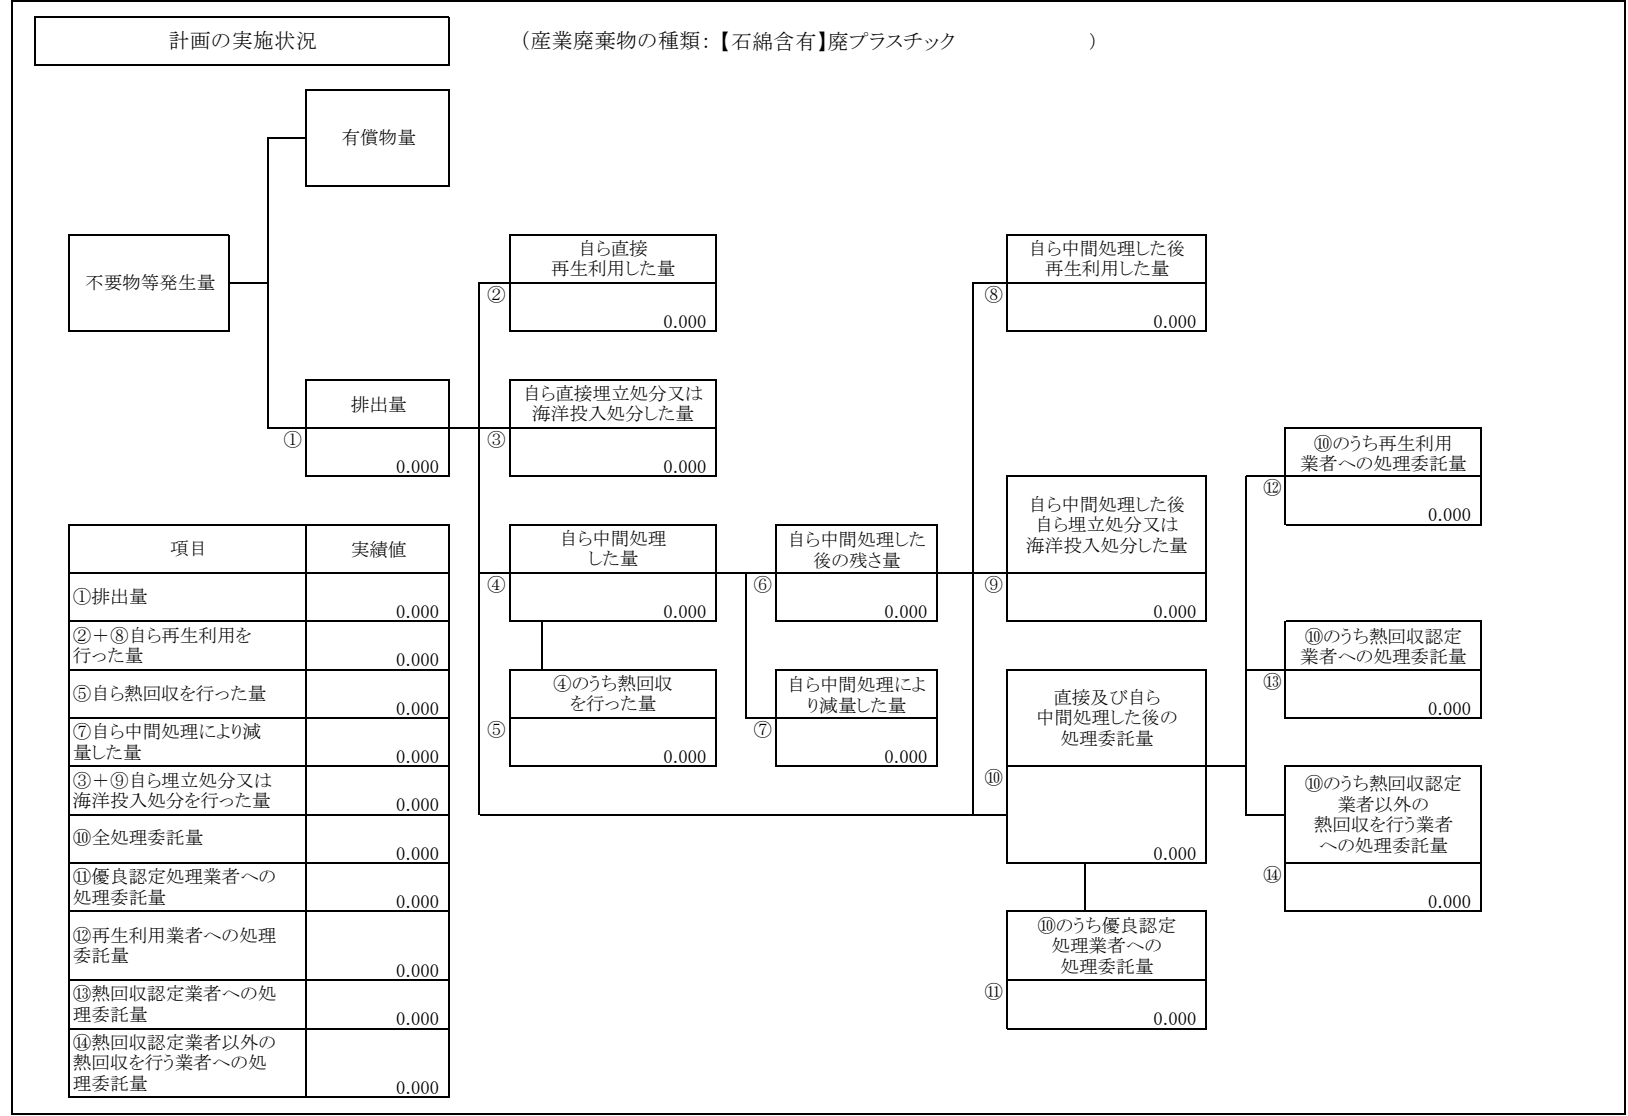 計画の実施状況
（産業廃棄物の種類：【石綿含有】廃プラスチック　　　　　　）
有償物量
不要物等発生量
排出量
①
0.000
自ら直接
再生利用した量
②
0.000
自ら直接埋立処分又は
海洋投入処分した量
③
0.000
自ら中間処理
した量
④
0.000
④のうち熱回収
を行った量
⑤
0.000
自ら中間処理した
後の残さ量
⑥
0.000
自ら中間処理によ
り減量した量
⑦
0.000
自ら中間処理した後
再生利用した量
⑧
0.000
自ら中間処理した後
自ら埋立処分又は
海洋投入処分した量
⑨
0.000
直接及び自ら
中間処理した後の
処理委託量
⑩
0.000
⑩のうち優良認定
処理業者への
処理委託量
⑪
0.000
⑩のうち再生利用
業者への処理委託量
⑫
0.000
⑩のうち熱回収認定
業者への処理委託量
⑬
0.000
⑩のうち熱回収認定
業者以外の
熱回収を行う業者
への処理委託量
⑭
0.000
項目 実績値
①排出量
0.000
②＋⑧自ら再生利用を
行った量
0.000
⑤自ら熱回収を行った量
0.000
⑦自ら中間処理により減
量した量
0.000
③＋⑨自ら埋立処分又は
海洋投入処分を行った量
0.000
⑩全処理委託量
0.000
⑪優良認定処理業者への
処理委託量
0.000
⑫再生利用業者への処理
委託量
0.000
⑬熱回収認定業者への処
理委託量
0.000
⑭熱回収認定業者以外の
熱回収を行う業者への処
理委託量
0.000